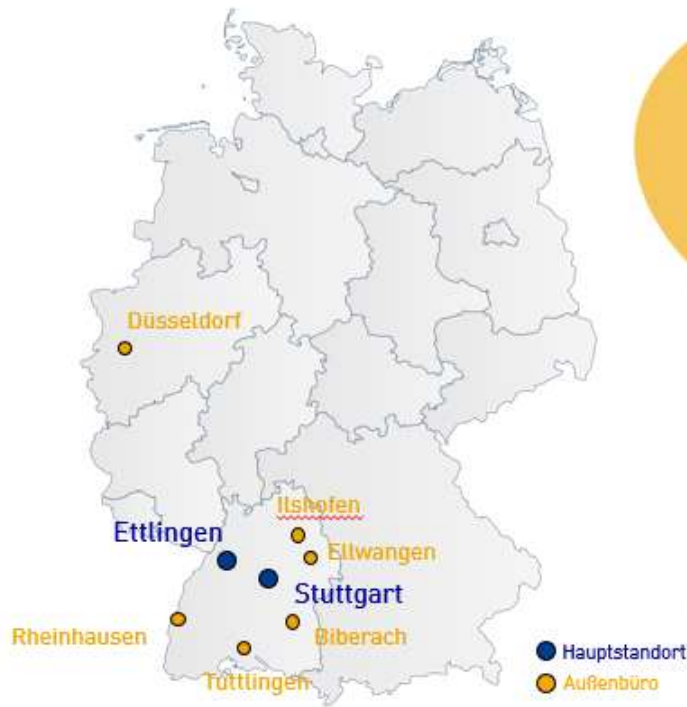 Düsseldorf
Ilshofen
Ettlingen
Ellwangen
Stuttgart
Rheinhausen
Biberach
Tuttlingen
Hauptstandort
Außenbüro